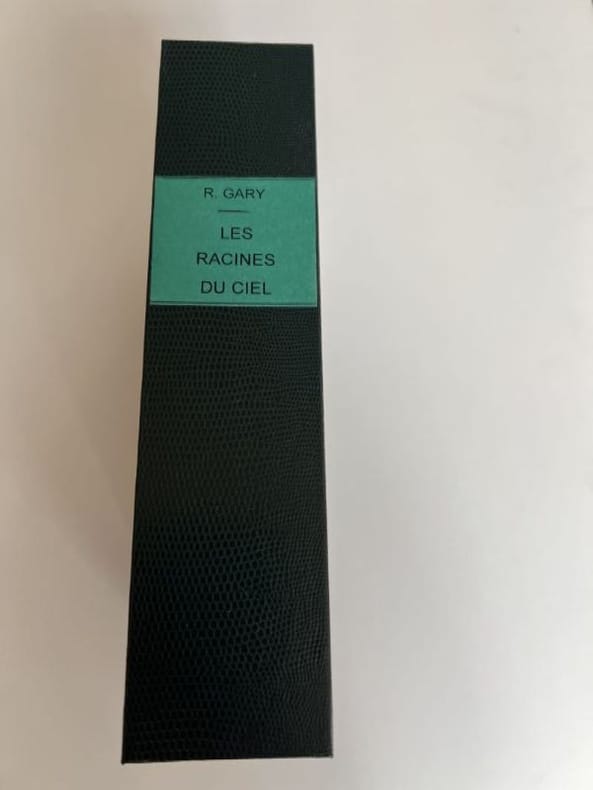 R. GARY
LES
RACINES
DU CIEL